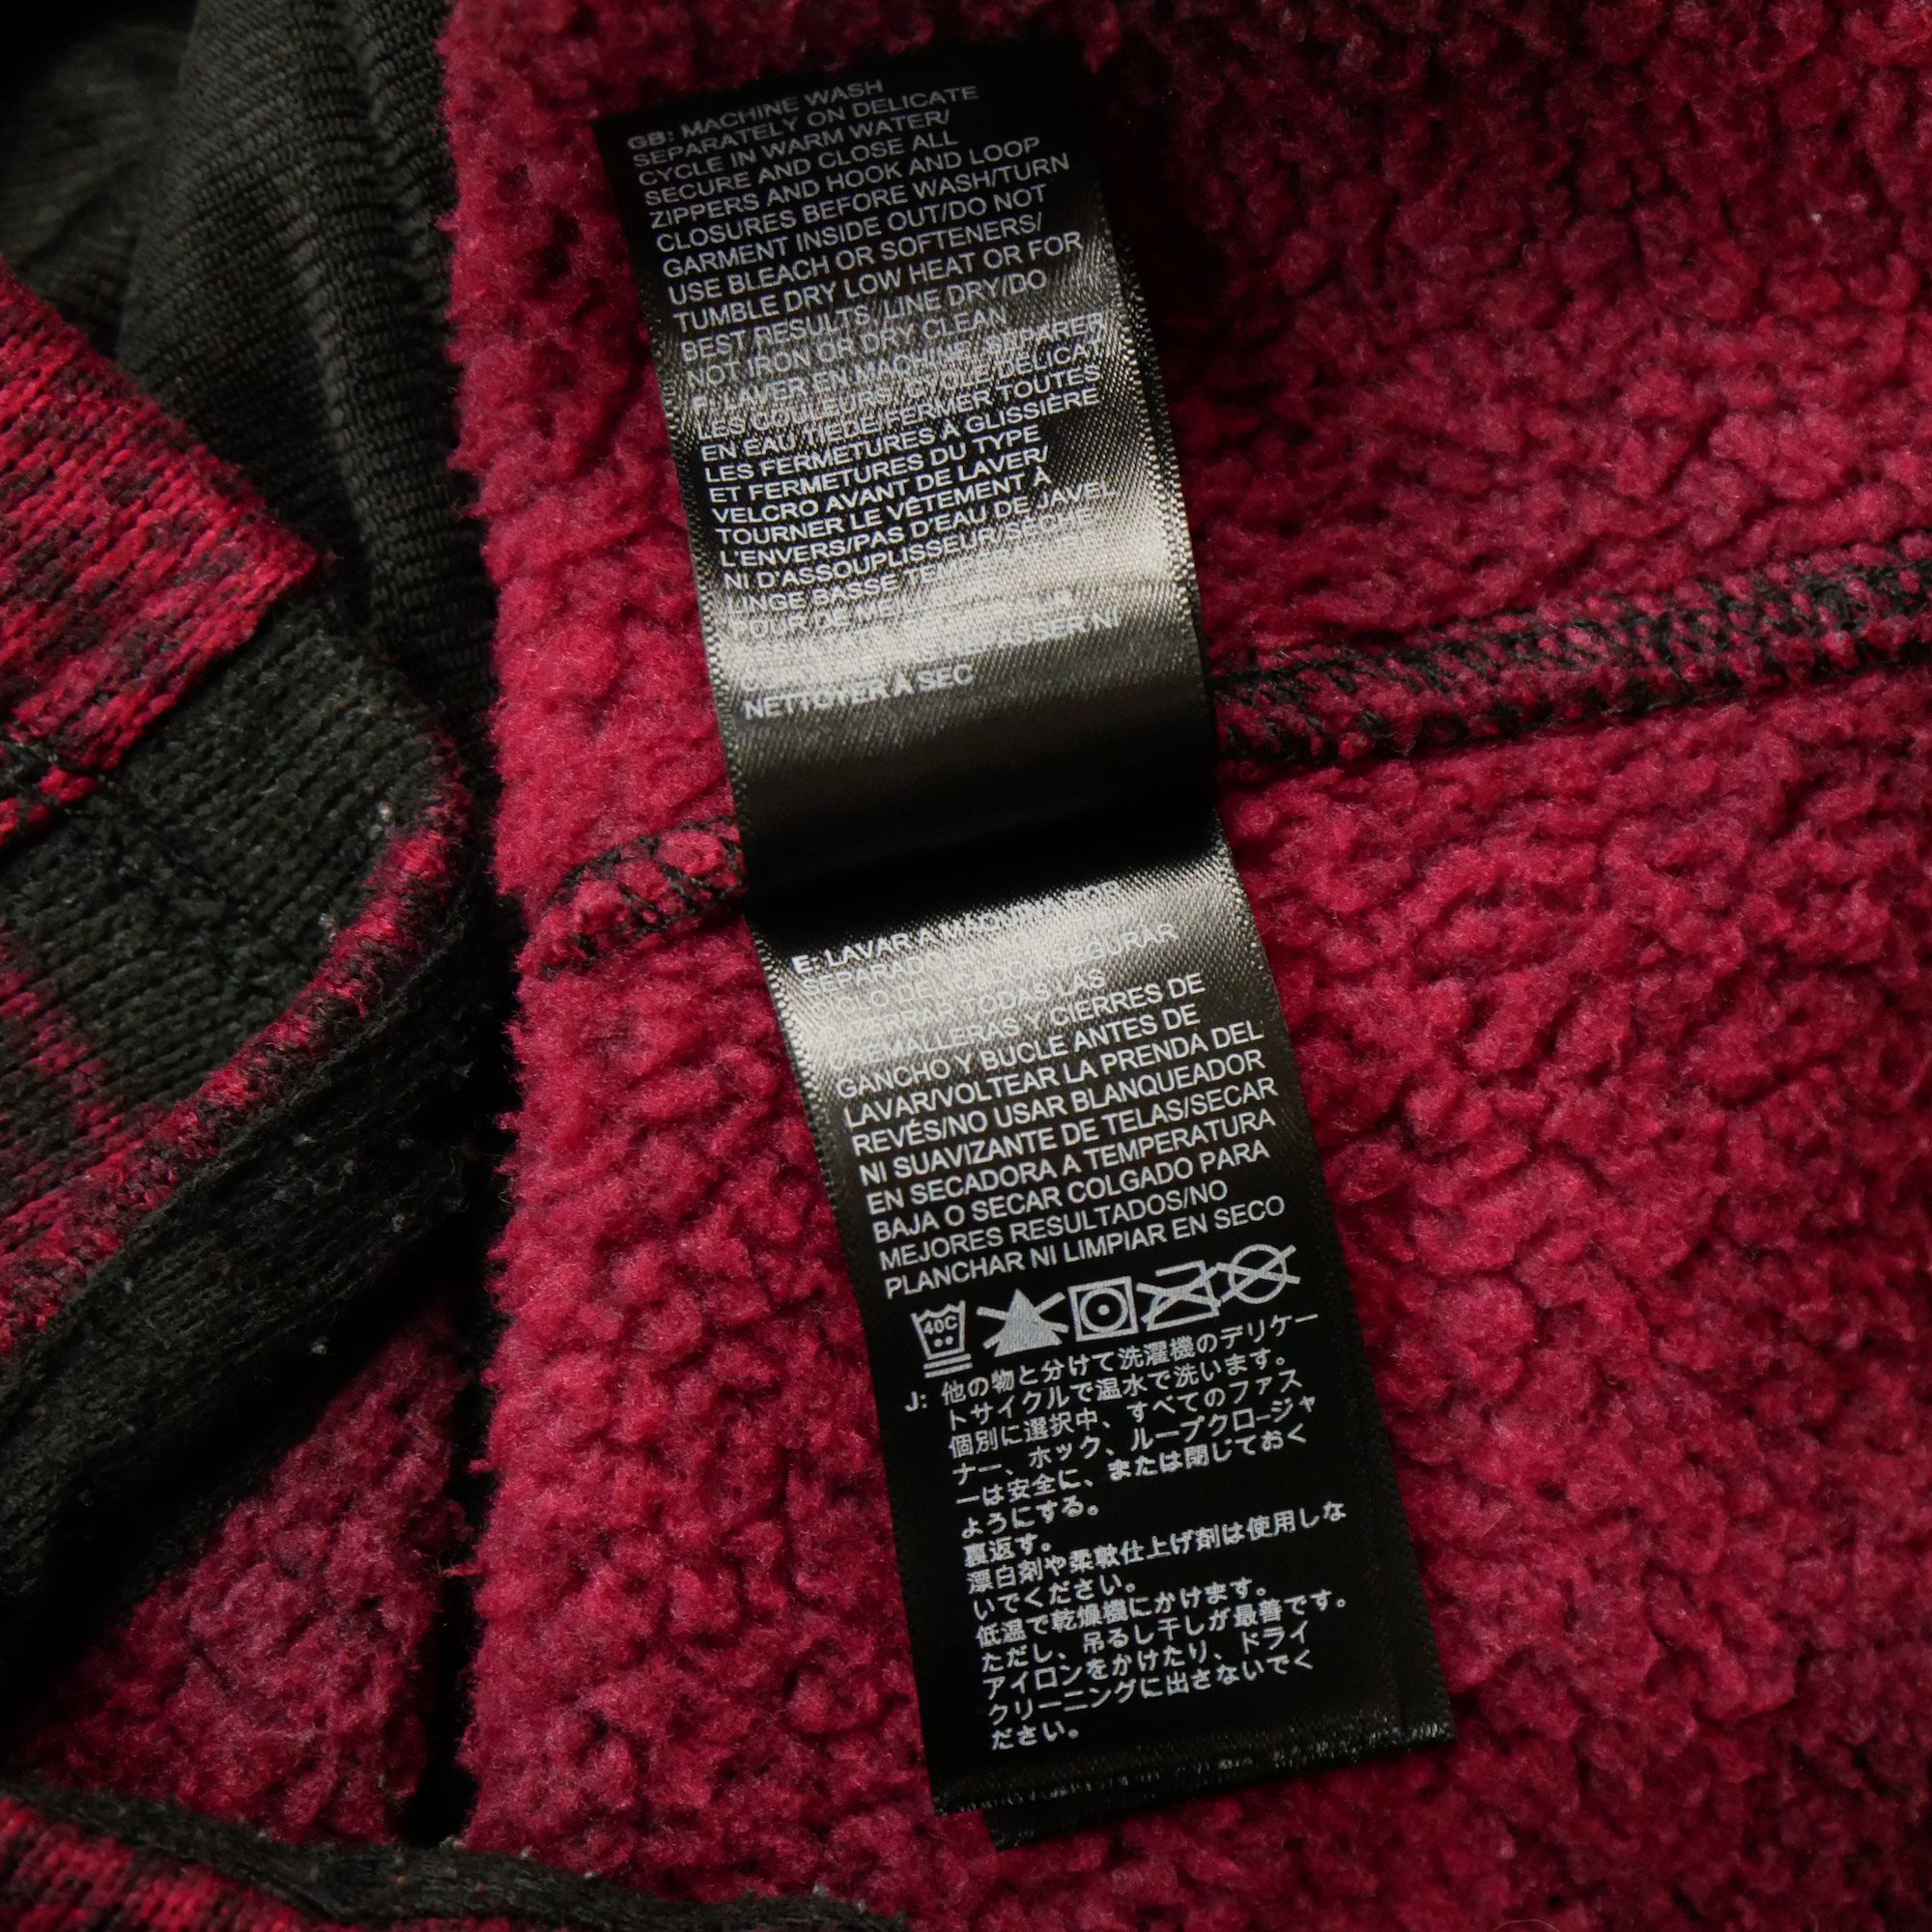 GB: MACHINE WASH
SEPARATELY ON DELICATE
CYCLE IN WARM WATER/
SECURE AND CLOSE ALL
ZIPPERS AND HOOK AND LOOP
CLOSURES BEFORE WASH/TURN
GARMENT INSIDE OUT/DO NOT
USE BLEACH OR SOFTENERS/
TUMBLE DRY LOW HEAT OR FOR
BEST RESULTS, LINE DRY/DO
NOT IRON OR DRY CLEAN
LAVER EN MACHINE, SÉPARER
LES COULEURS, CYCLE DÉLICAT
EN EAU TIÈDE/FERMER TOUTES
LES FERMETURES À GLISSIÈRE
ET FERMETURES DU TYPE
VELCRO AVANT DE LAVER/
TOURNER LE VÊTEMENT À
L'ENVERS/PAS D'EAU DE JAVEL
NI D'ASSOUPLISSEUR/SÈCHE
LINGE BASSE TEMPÉRATURE
NI
NETTOYER À SEC
E: LAVAR A MÁQUINA POR
SEPARADO
CICLO DELICADO/ASEGURAR
Y CERRAR TODAS LAS
CREMALLERAS Y CIERRES DE
GANCHO Y BUCLE ANTES DE
LAVAR/VOLTEAR LA PRENDA DEL
REVÉS/NO USAR BLANQUEADOR
NI SUAVIZANTE DE TELAS/SECAR
EN SECADORA A TEMPERATURA
BAJA O SECAR COLGADO PARA
MEJORES RESULTADOS/NO
PLANCHAR NI LIMPIAR EN SECO
40C
J: 他の物と分けて洗濯機のデリケー
トサイクルで温水で洗います。
個別に選択中、すべてのファス
ナー、ホック、ループクロージャ
ーは安全に、または閉じておく
ようにする。
裏返す。
漂白剤や柔軟仕上げ剤は使用しな
いでください。
低温で乾燥機にかけます。
ただし、吊るし干しが最善です。
アイロンをかけたり、ドライ
クリーニングに出さないでく
ださい。